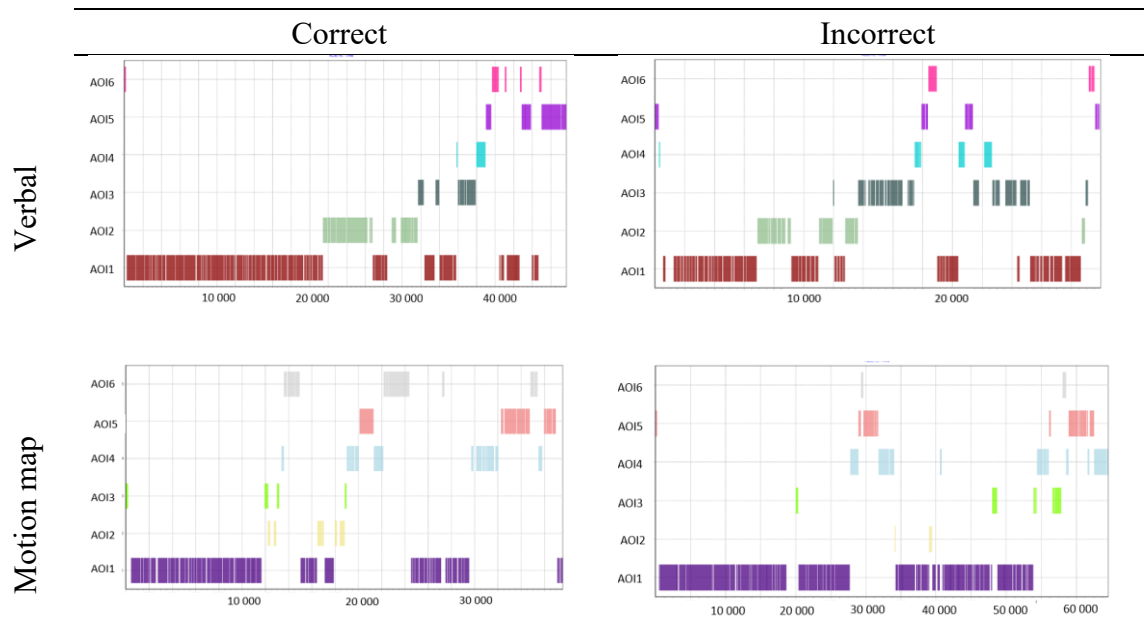 Correct Incorrect
Verbal
AOI6
AOI5
AOI4
AOI3
AOI2
AOI1
10 000 20 000 30 000 40 000
AOI6
AOI5
AOI4
AOI3
AOI2
AOI1
10 000 20 000
Motion map
AOI6
AOI5
AOI4
AOI3
AOI2
AOI1
10 000 20 000 30 000
AOI6
AOI5
AOI4
AOI3
AOI2
AOI1
10 000 20 000 30 000 40 000 50 000 60 000